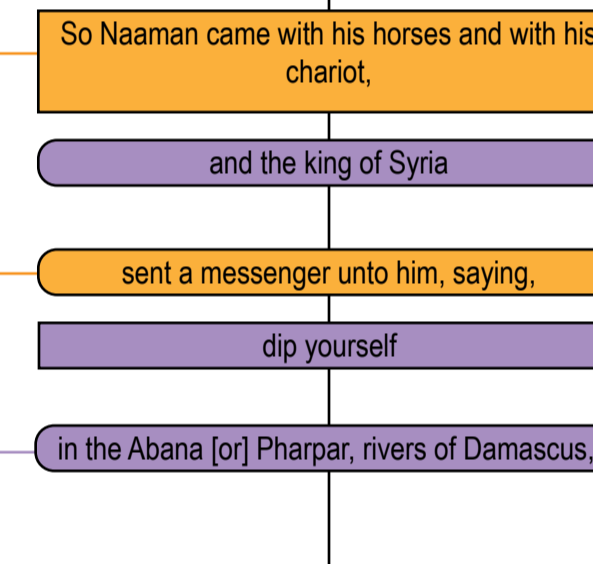 So Naaman came with his horses and with his
chariot,
and the king of Syria
sent a messenger unto him, saying,
dip yourself
in the Abana [or] Pharpar, rivers of Damascus,